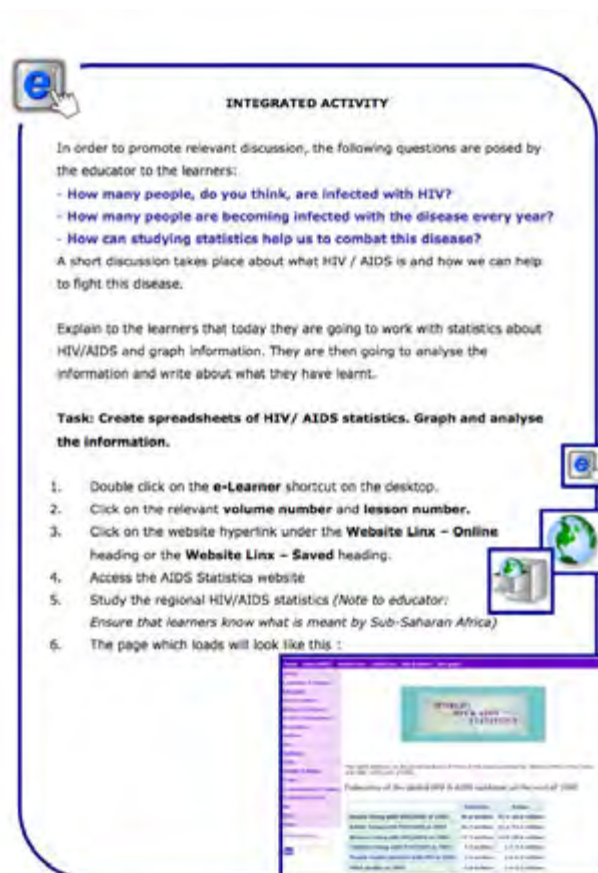 INTEGRATED ACTIVITY
In order to promote relevant discussion, the following questions are posed by
the educator to the learners:
- How many people, do you think, are infected with HIV?
- How many people are becoming infected with the disease every year?
- How can studying statistics help us to combat this disease?
A short discussion takes place about what HIV / AIDS is and how we can help
to fight this disease.
Explain to the learners that today they are going to work with statistics about
HIV/AIDS and graph information. They are then going to analyse the
information and write about what they have learnt.
Task: Create spreadsheets of HIV/ AIDS statistics. Graph and analyse
the information.
1. Double click on the e-Learner shortcut on the desktop.
2. Click on the relevant volume number and lesson number.
3. Click on the website hyperlink under the Website Linx – Online
heading or the Website Linx – Saved heading.
4. Access the AIDS Statistics website
5. Study the regional HIV/AIDS statistics (Note to educator:
Ensure that learners know what is meant by Sub-Saharan Africa)
6. The page which loads will look like this :
WORLD
HIV & AIDS
STATISTICS